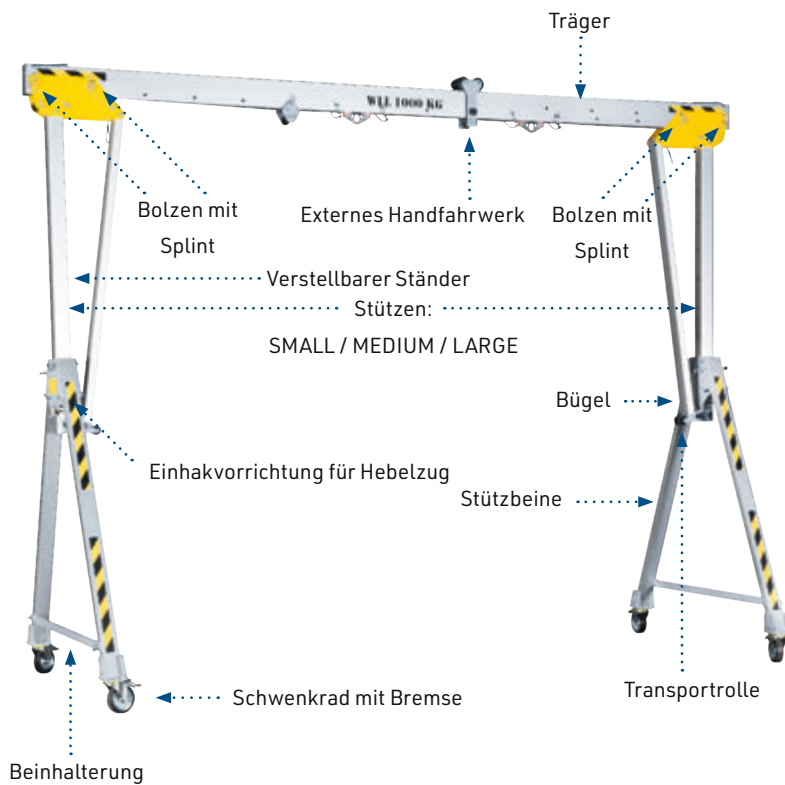 Träger
WLL 1000 KG
Bolzen mit
Splint
Externes Handfahrwerk
Bolzen mit
Splint
Verstellbarer Ständer
Stützen:
SMALL / MEDIUM / LARGE
Bügel
Einhakvorrichtung für Hebelzug
Stützbeine
Schwenkrad mit Bremse
Transportrolle
Beinhalterung